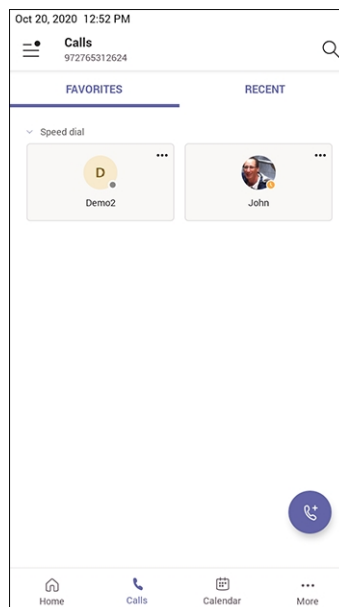 Oct 20, 2020 12:52 PM
Calls
972765312624
FAVORITES RECENT
Speed dial
D
Demo2 John
Home Calls Calendar More